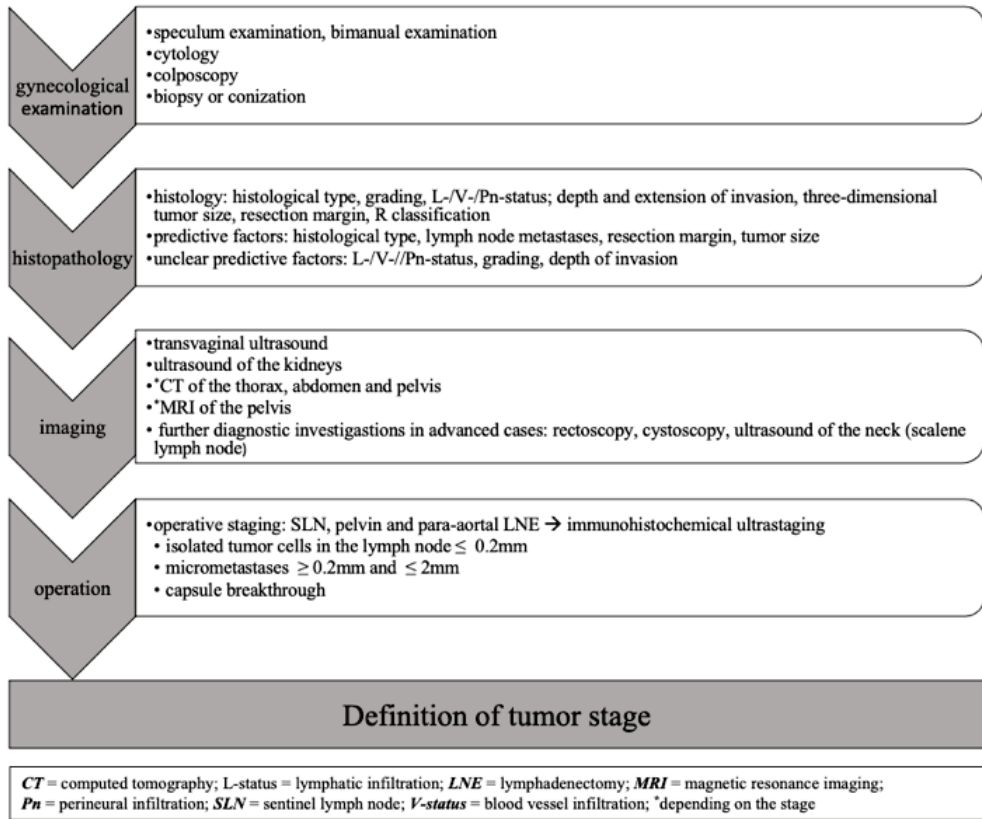 gynecological
examination
•speculum examination, bimanual examination
•cytology
•colposcopy
•biopsy or conization
histopathology
•histology: histological type, grading, L-/V-/Pn-status; depth and extension of invasion, three-dimensional
tumor size, resection margin, R classification
•predictive factors: histological type, lymph node metastases, resection margin, tumor size
•unclear predictive factors: L-/V-//Pn-status, grading, depth of invasion
imaging
•transvaginal ultrasound
•ultrasound of the kidneys
•*CT of the thorax, abdomen and pelvis
•*MRI of the pelvis
• further diagnostic investigastions in advanced cases: rectoscopy, cystoscopy, ultrasound of the neck (scalene
lymph node)
operation
•operative staging: SLN, pelvin and para-aortal LNE → immunohistochemical ultrastaging
• isolated tumor cells in the lymph node ≤ 0.2mm
• micrometastases ≥ 0.2mm and ≤ 2mm
• capsule breakthrough
Definition of tumor stage
CT = computed tomography; L-status = lymphatic infiltration; LNE = lymphadenectomy; MRI = magnetic resonance imaging;
Pn = perineural infiltration; SLN = sentinel lymph node; V-status = blood vessel infiltration; *depending on the stage